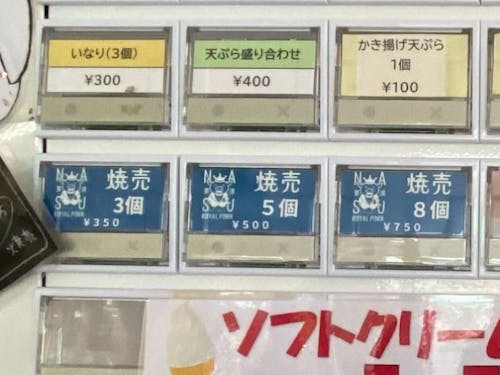 いなり(3個)
¥300
天ぷら盛り合わせ
¥400
かき揚げ天ぷら
1個
¥100
NASU
ROYAL PORK
焼売
3個
¥350
NASU
ROYAL PORK
焼売
5個
¥500
NASU
ROYAL PORK
焼売
8個
¥750
ソフトクリーム